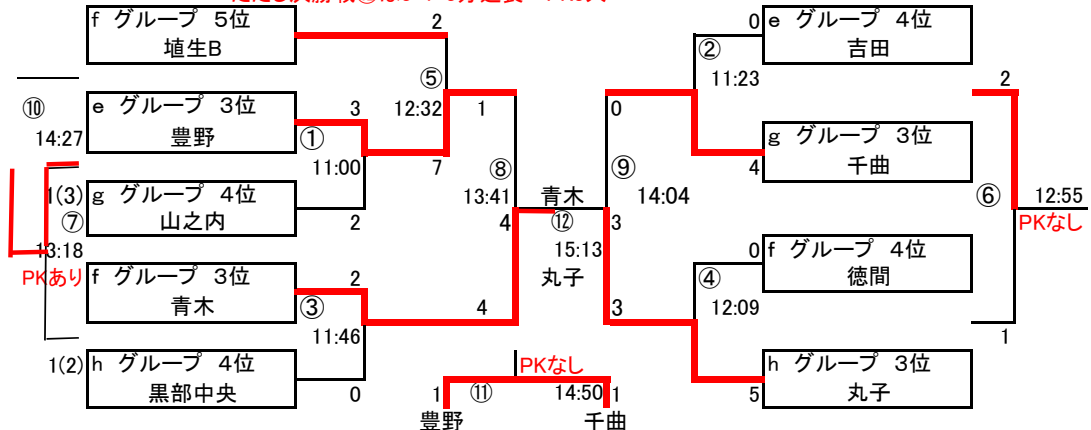 f グループ 5位
埴生B
2
0
e グループ 4位
吉田
②
11:23
⑤
12:32
⑩
14:27
e グループ 3位
豊野
3
①
11:00
7
1
0
g グループ 3位
千曲
4
2
1(3)
⑦
13:18
PKあり
g グループ 4位
山之内
2
⑧
13:41
4
青木
⑫
15:13
丸子
⑨
14:04
3
⑥
12:55
PKなし
f グループ 3位
青木
2
③
11:46
4
3
0
f グループ 4位
徳間
④
12:09
1
1(2)
h グループ 4位
黒部中央
0
PKなし
1
⑪
14:50
1
豊野
千曲
5
h グループ 3位
丸子